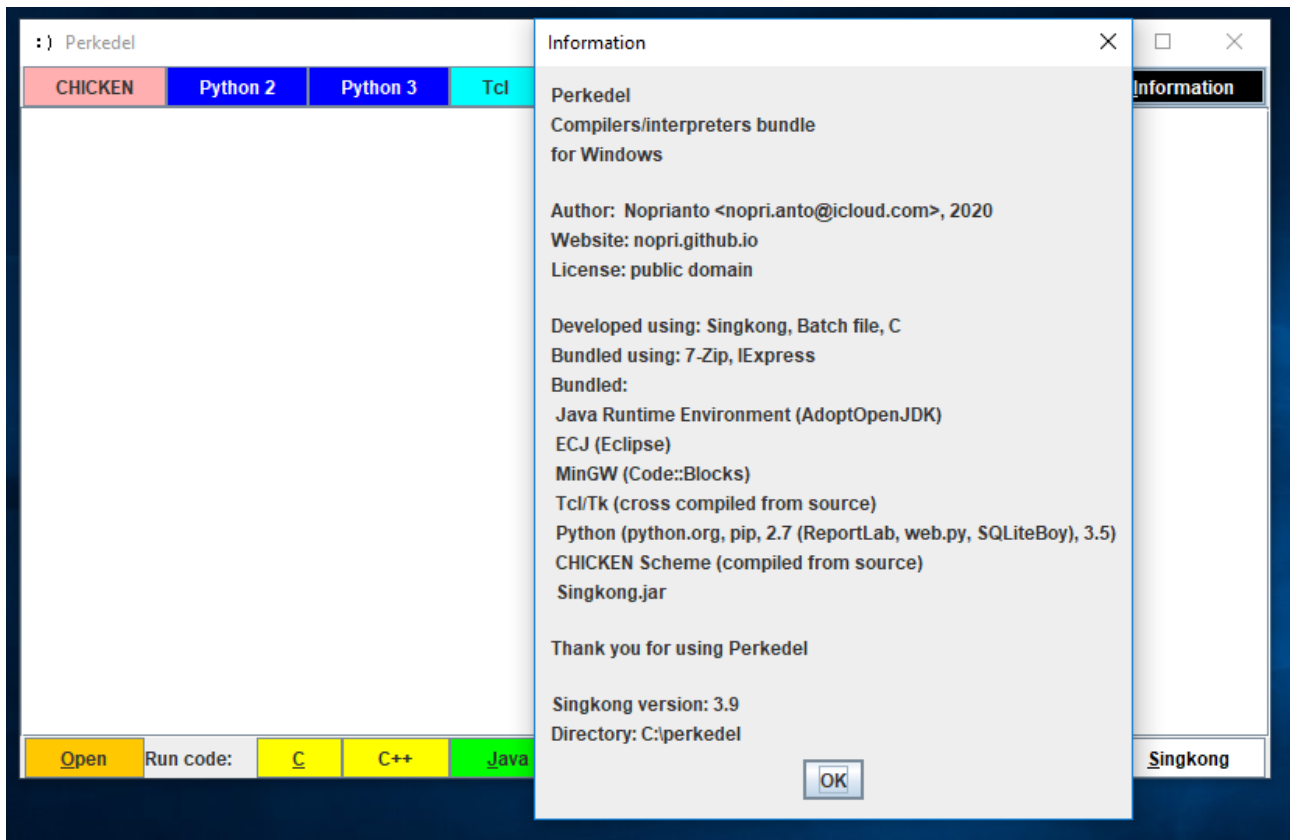 :) Perkedel
CHICKEN Python 2 Python 3 Tcl
Information
Information
Perkedel
Compilers/interpreters bundle
for Windows
Author:  Noprianto <nopri.anto@icloud.com>, 2020
Website: nopri.github.io
License: public domain
Developed using: Singkong, Batch file, C
Bundled using: 7-Zip, IExpress
Bundled:
Java Runtime Environment (AdoptOpenJDK)
ECJ (Eclipse)
MinGW (Code::Blocks)
Tcl/Tk (cross compiled from source)
Python (python.org, pip, 2.7 (ReportLab, web.py, SQLiteBoy), 3.5)
CHICKEN Scheme (compiled from source)
Singkong.jar
Thank you for using Perkedel
Singkong version: 3.9
Directory: C:\perkedel
OK
Open Run code: C C++ Java
Singkong